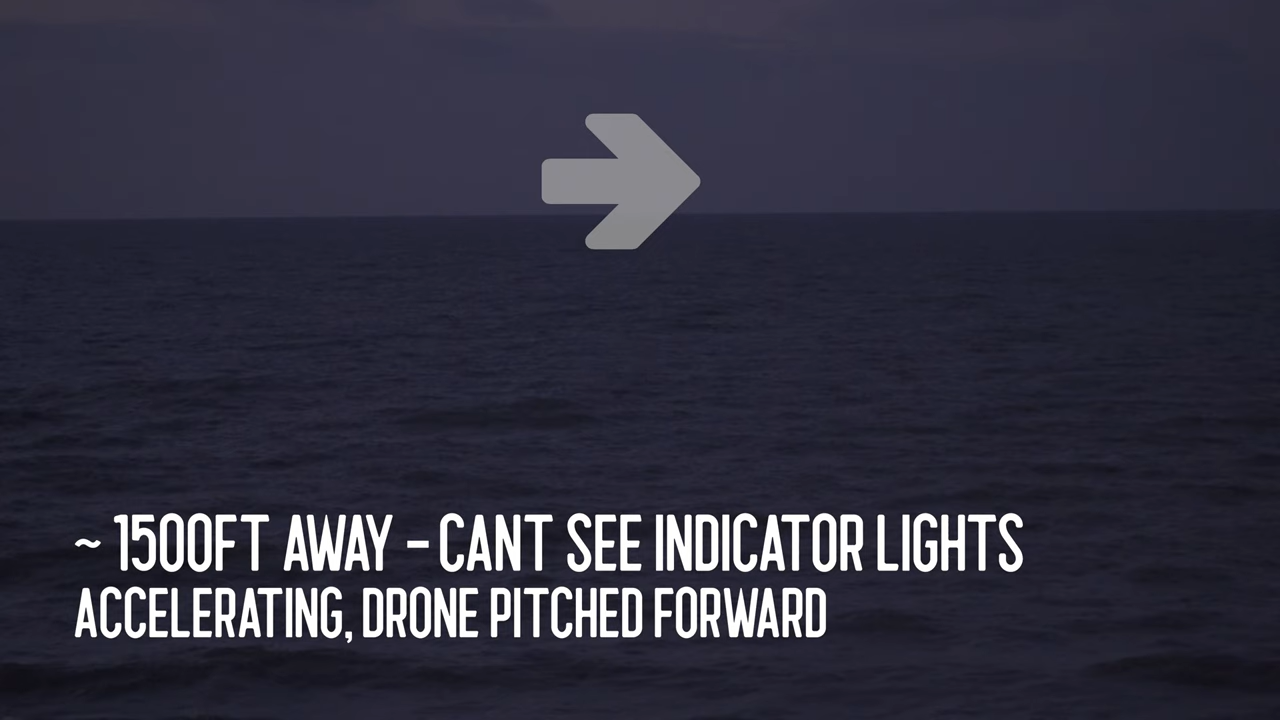 ~ 1500FT AWAY - CANT SEE INDICATOR LIGHTS
ACCELERATING, DRONE PITCHED FORWARD